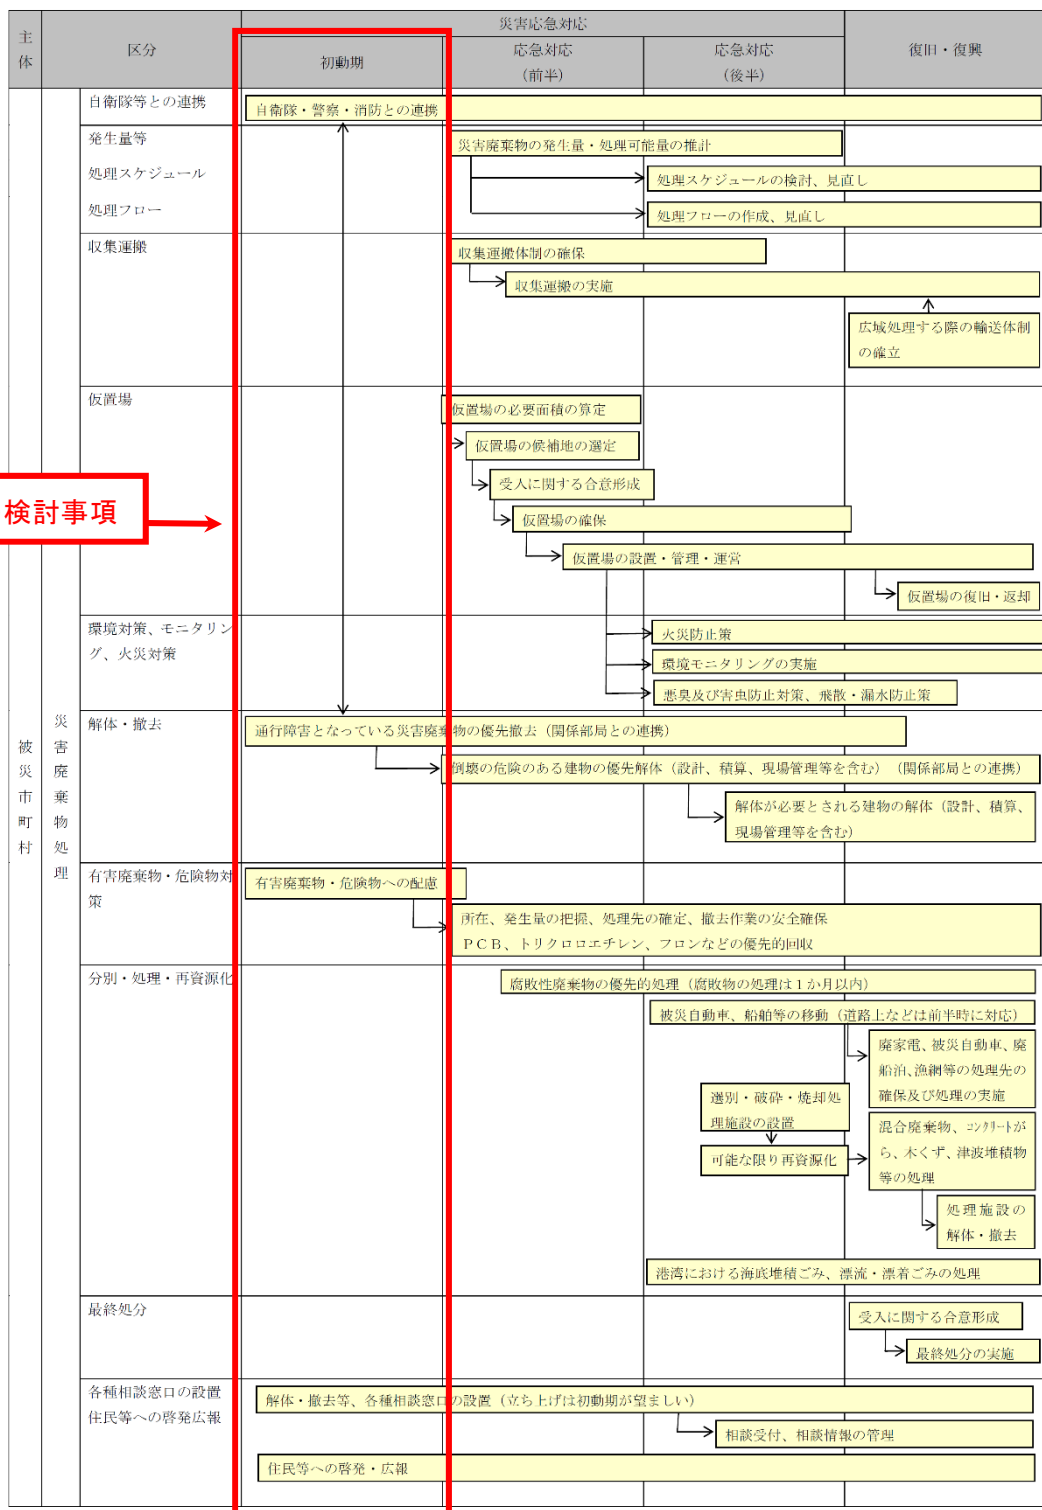 主体
区分
災害応急対応
初動期
応急対応
(前半)
応急対応
(後半)
復旧・復興
被災市町村
災害廃棄物処理
検討事項
自衛隊等との連携
自衛隊・警察・消防との連携
発生量等
処理スケジュール
処理フロー
災害廃棄物の発生量・処理可能量の推計
処理スケジュールの検討、見直し
処理フローの作成、見直し
収集運搬
収集運搬体制の確保
収集運搬の実施
広域処理する際の輸送体制
の確立
仮置場
仮置場の必要面積の算定
仮置場の候補地の選定
受入に関する合意形成
仮置場の確保
仮置場の設置・管理・運営
仮置場の復旧・返却
環境対策、モニタリン
グ、火災対策
火災防止策
環境モニタリングの実施
悪臭及び害虫防止対策、飛散・漏水防止策
解体・撤去
通行障害となっている災害廃棄物の優先撤去（関係部局との連携）
倒壊の危険のある建物の優先解体（設計、積算、現場管理等を含む）（関係部局との連携）
解体が必要とされる建物の解体（設計、積算、
現場管理等を含む）
有害廃棄物・危険物対
策
有害廃棄物・危険物への配慮
所在、発生量の把握、処理先の確定、撤去作業の安全確保
ＰＣＢ、トリクロロエチレン、フロンなどの優先的回収
分別・処理・再資源化
腐敗性廃棄物の優先的処理（腐敗物の処理は１か月以内）
被災自動車、船舶等の移動（道路上などは前半時に対応）
廃家電、被災自動車、廃
船泊、漁網等の処理先の
確保及び処理の実施
選別・破砕・焼却処
理施設の設置
可能な限り再資源化
混合廃棄物、ｺﾝｸﾘｰﾄが
ら、木くず、津波堆積物
等の処理
処理施設の
解体・撤去
港湾における海底堆積ごみ、漂流・漂着ごみの処理
最終処分
受入に関する合意形成
最終処分の実施
各種相談窓口の設置
住民等への啓発広報
解体・撤去等、各種相談窓口の設置（立ち上げは初動期が望ましい）
相談受付、相談情報の管理
住民等への啓発・広報